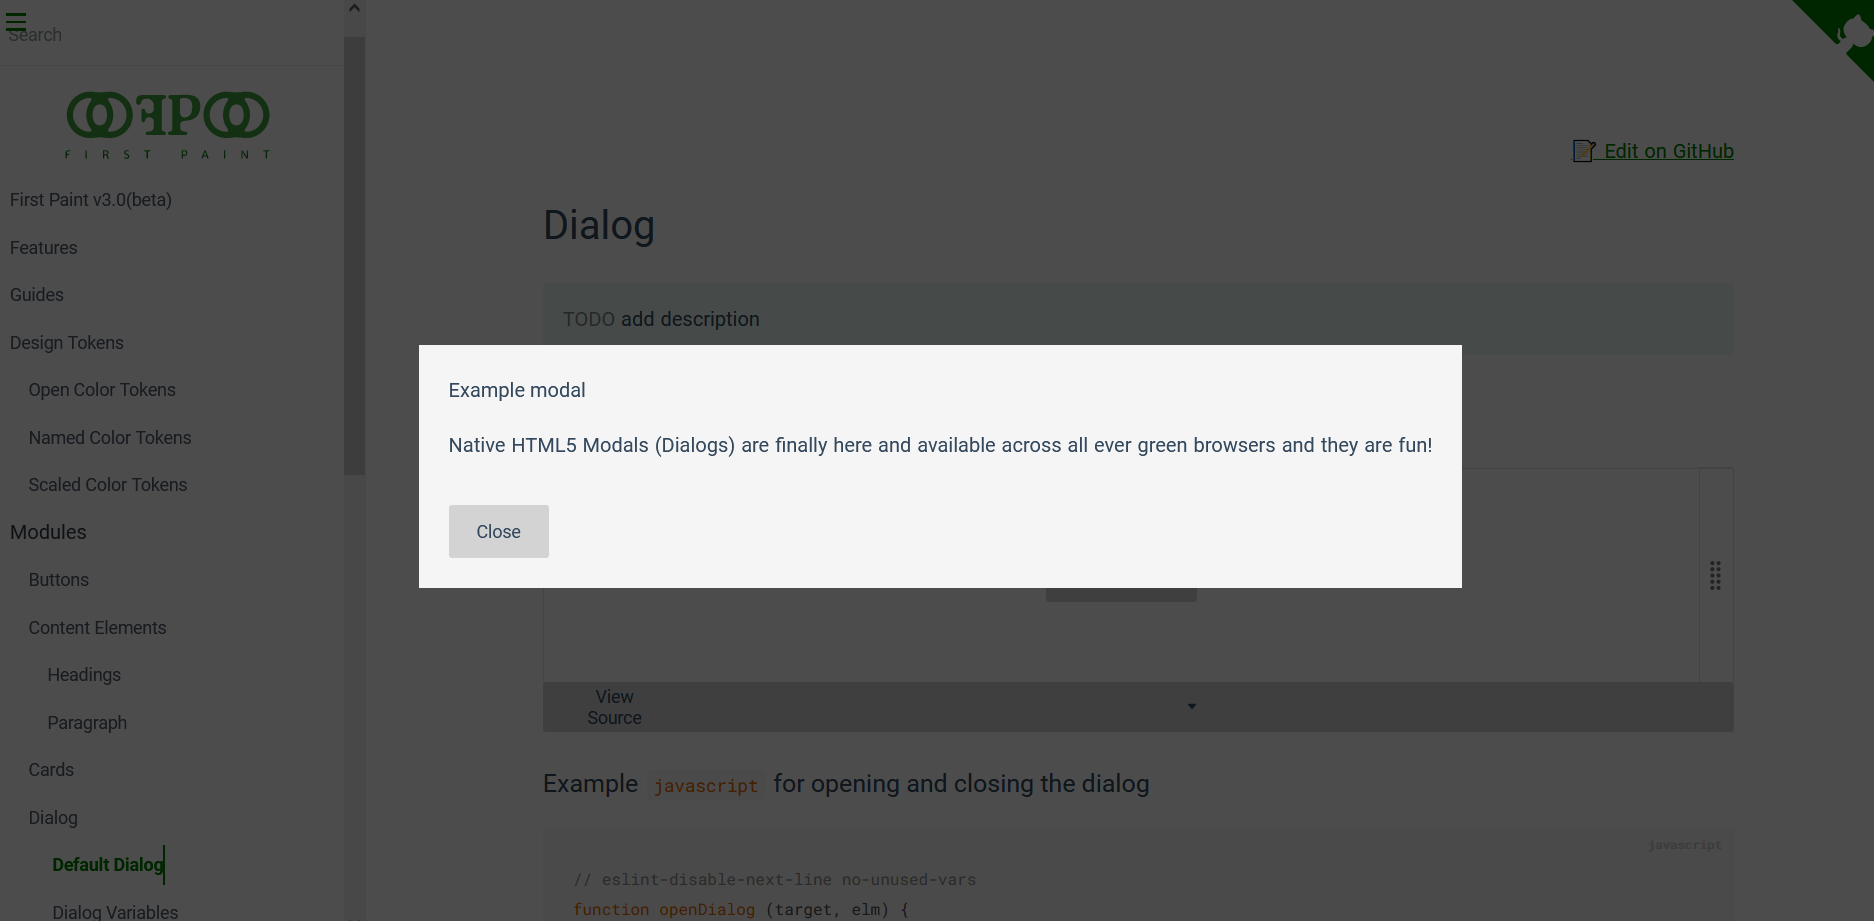 Search
FIRST PAINT
First Paint v3.0(beta)
Features
Guides
Design Tokens
Open Color Tokens
Named Color Tokens
Scaled Color Tokens
Modules
Buttons
Content Elements
Headings
Paragraph
Cards
Dialog
Default Dialog
Dialog Variables
Edit on GitHub
Dialog
TODO add description
Example modal
Native HTML5 Modals (Dialogs) are finally here and available across all ever green browsers and they are fun!
Close
View
Source
Example javascript for opening and closing the dialog
javascript
// eslint-disable-next-line no-unused-vars
function openDialog (target, elm) {